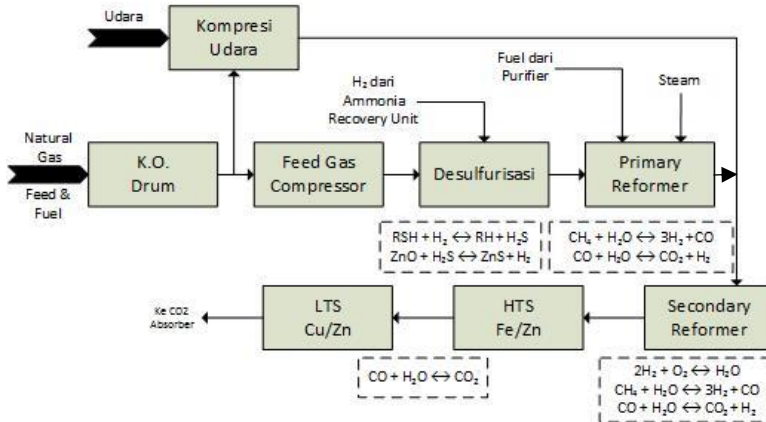 Udara
Kompresi
Udara
Natural
Gas
Feed &
Fuel
K.O.
Drum
Feed Gas
Compressor
H₂ dari
Ammonia
Recovery Unit
Desulfurisasi
Fuel dari
Purifier
Steam
Primary
Reformer
RSH + H₂ ↔ RH + H₂S
ZnO + H₂S ↔ ZnS + H₂
CH₄ + H₂O ↔ 3H₂ + CO
CO + H₂O ↔ CO₂ + H₂
Secondary
Reformer
2H₂ + O₂ ↔ H₂O
CH₄ + H₂O ↔ 3H₂ + CO
CO + H₂O ↔ CO₂ + H₂
HTS
Fe/Zn
CO + H₂O ↔ CO₂
LTS
Cu/Zn
Ke CO2
Absorber